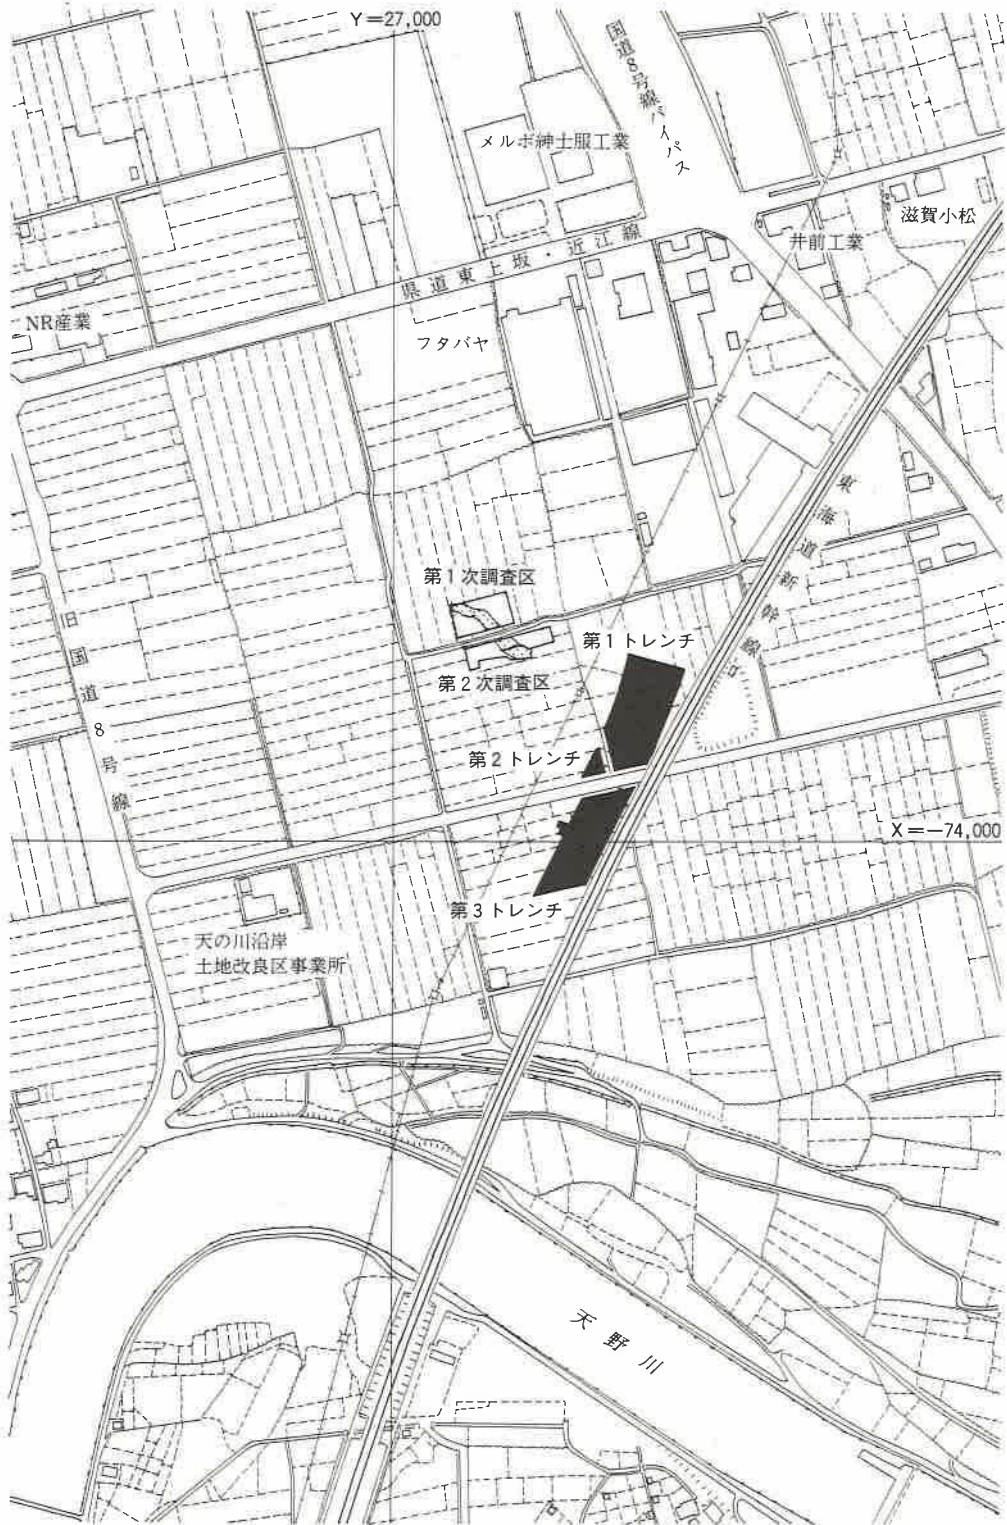 Y=27,000
国道8号線バイパス
メルボ紳士服工業
滋賀小松
井前工業
県道東上坂・近江線
NR産業
フタバヤ
東海道新幹線
第1次調査区
旧国道8号線
第1トレンチ
第2次調査区
第2トレンチ
X=-74,000
第3トレンチ
天の川沿岸
土地改良区事業所
天野川